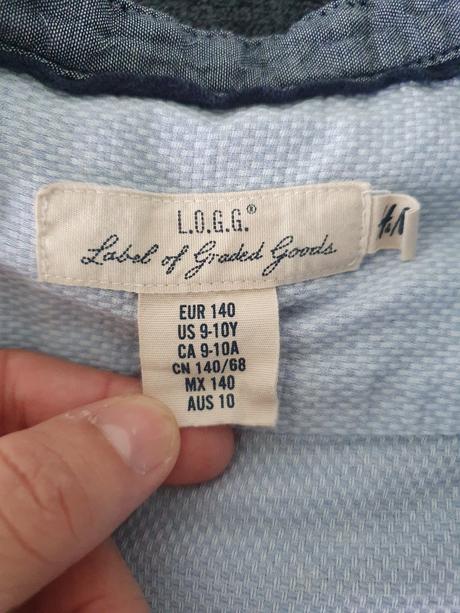 L.O.G.G.®
Label of Graded Goods
EUR 140
US 9-10Y
CA 9-10A
CN 140/68
MX 140
AUS 10